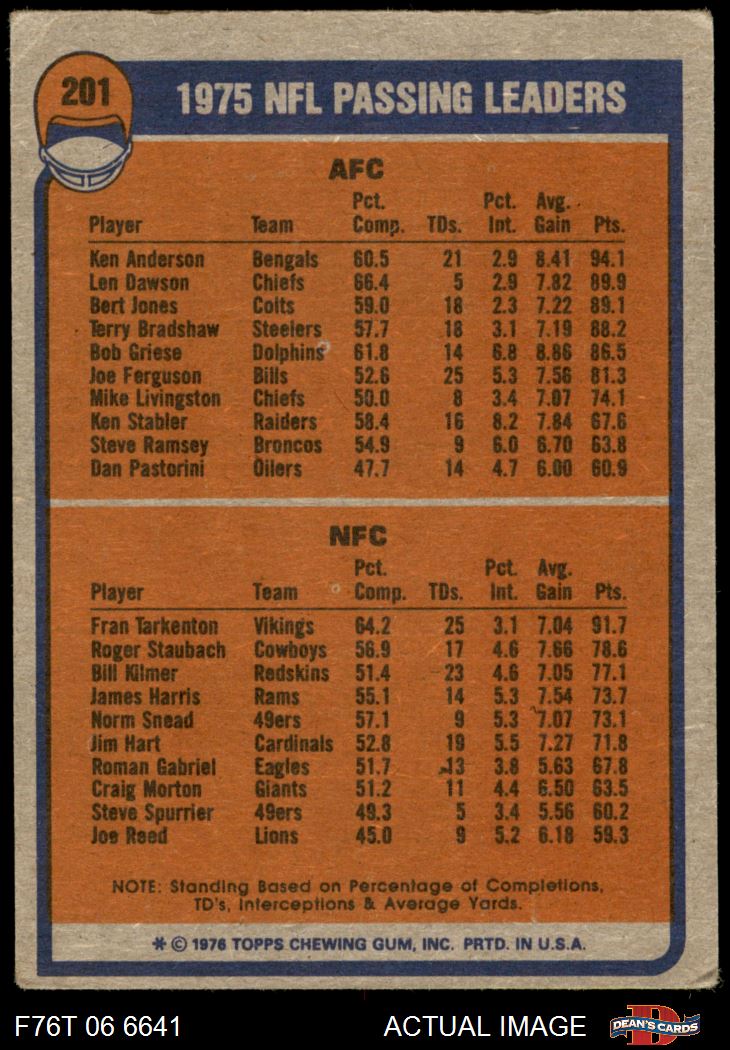 201
1975 NFL PASSING LEADERS
AFC
Pct. Pct. Avg.
Player Team Comp. TDs. Int. Gain Pts.
Ken Anderson Bengals 60.5 21 2.9 8.41 94.1
Len Dawson Chiefs 66.4 5 2.9 7.82 89.9
Bert Jones Colts 59.0 18 2.3 7.22 89.1
Terry Bradshaw Steelers 57.7 18 3.1 7.19 88.2
Bob Griese Dolphins 61.8 14 6.8 8.86 86.5
Joe Ferguson Bills 52.6 25 5.3 7.56 81.3
Mike Livingston Chiefs 50.0 8 3.4 7.07 74.1
Ken Stabler Raiders 58.4 16 8.2 7.84 67.6
Steve Ramsey Broncos 54.9 9 6.0 6.70 63.8
Dan Pastorini Oilers 47.7 14 4.7 6.00 60.9
NFC
Pct. Pct. Avg.
Player Team Comp. TDs. Int. Gain Pts.
Fran Tarkenton Vikings 64.2 25 3.1 7.04 91.7
Roger Staubach Cowboys 56.9 17 4.6 7.66 78.6
Bill Kilmer Redskins 51.4 23 4.6 7.05 77.1
James Harris Rams 55.1 14 5.3 7.54 73.7
Norm Snead 49ers 57.1 9 5.3 7.07 73.1
Jim Hart Cardinals 52.8 19 5.5 7.27 71.8
Roman Gabriel Eagles 51.7 13 3.8 5.63 67.8
Craig Morton Giants 51.2 11 4.4 6.50 63.5
Steve Spurrier 49ers 49.3 5 3.4 5.56 60.2
Joe Reed Lions 45.0 9 5.2 6.18 59.3
NOTE: Standing Based on Percentage of Completions,
TD's, Interceptions & Average Yards.
* © 1976 TOPPS CHEWING GUM, INC. PRTD. IN U.S.A.
F76T 06 6641 ACTUAL IMAGE D DEAN'S CARDS